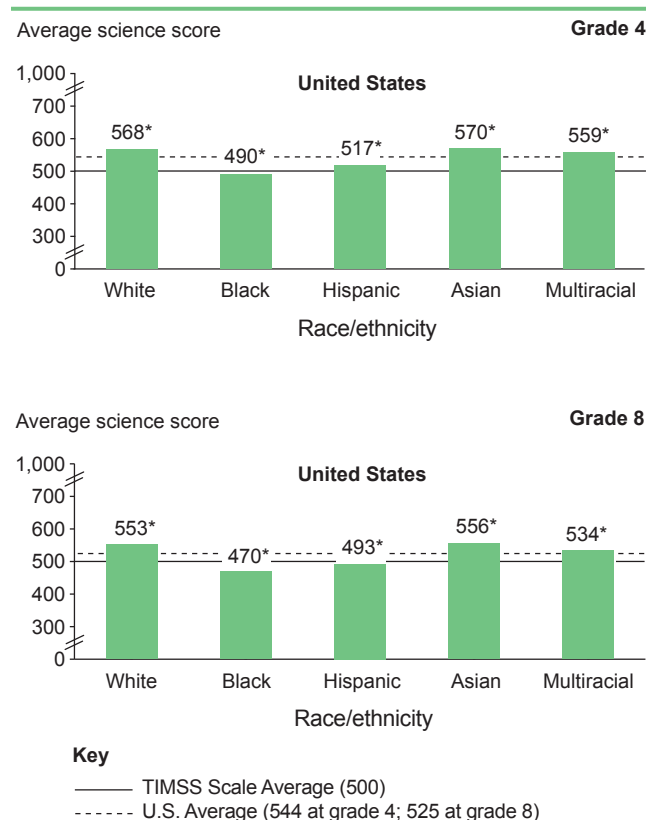 Average science score Grade 4
1,000
United States
700
600
568* 490* 517* 570* 559*
500
400
300
0
White Black Hispanic Asian Multiracial
Race/ethnicity
Average science score Grade 8
1,000
United States
700
600
553* 470* 493* 556* 534*
500
400
300
0
White Black Hispanic Asian Multiracial
Race/ethnicity
Key
TIMSS Scale Average (500)
U.S. Average (544 at grade 4; 525 at grade 8)